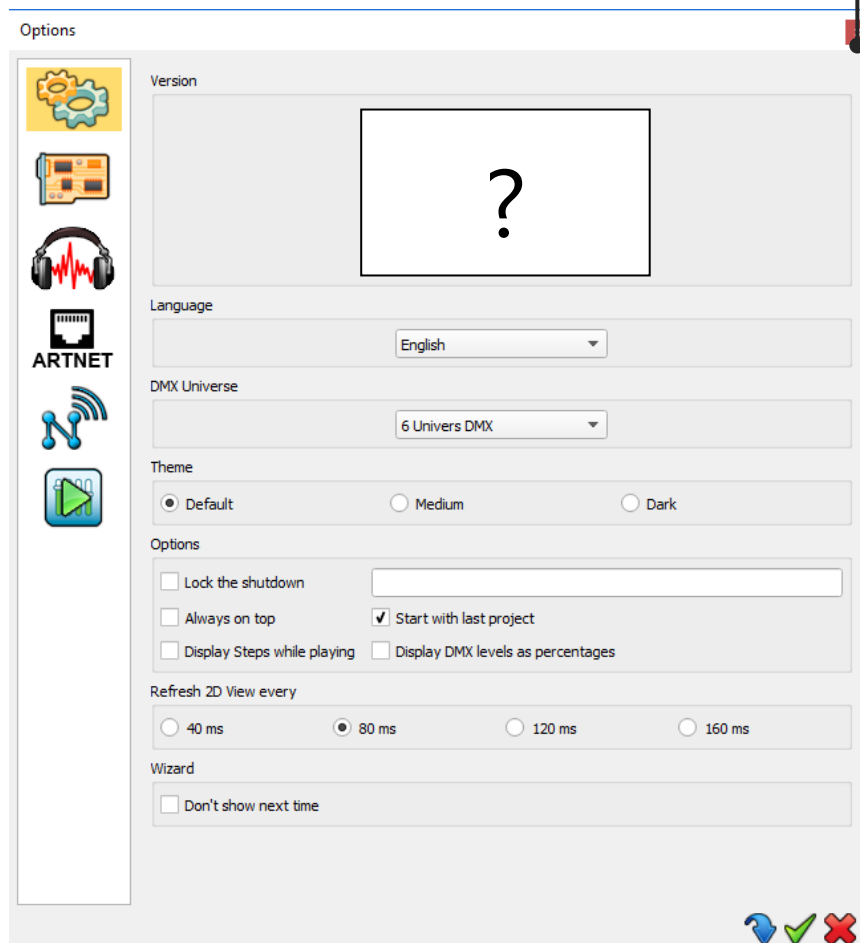 Options
Version
?
Language
English
ARTNET
DMX Universe
6 Univers DMX
Theme
Default Medium Dark
Options
Lock the shutdown
Always on top Start with last project
Display Steps while playing Display DMX levels as percentages
Refresh 2D View every
40 ms 80 ms 120 ms 160 ms
Wizard
Don't show next time